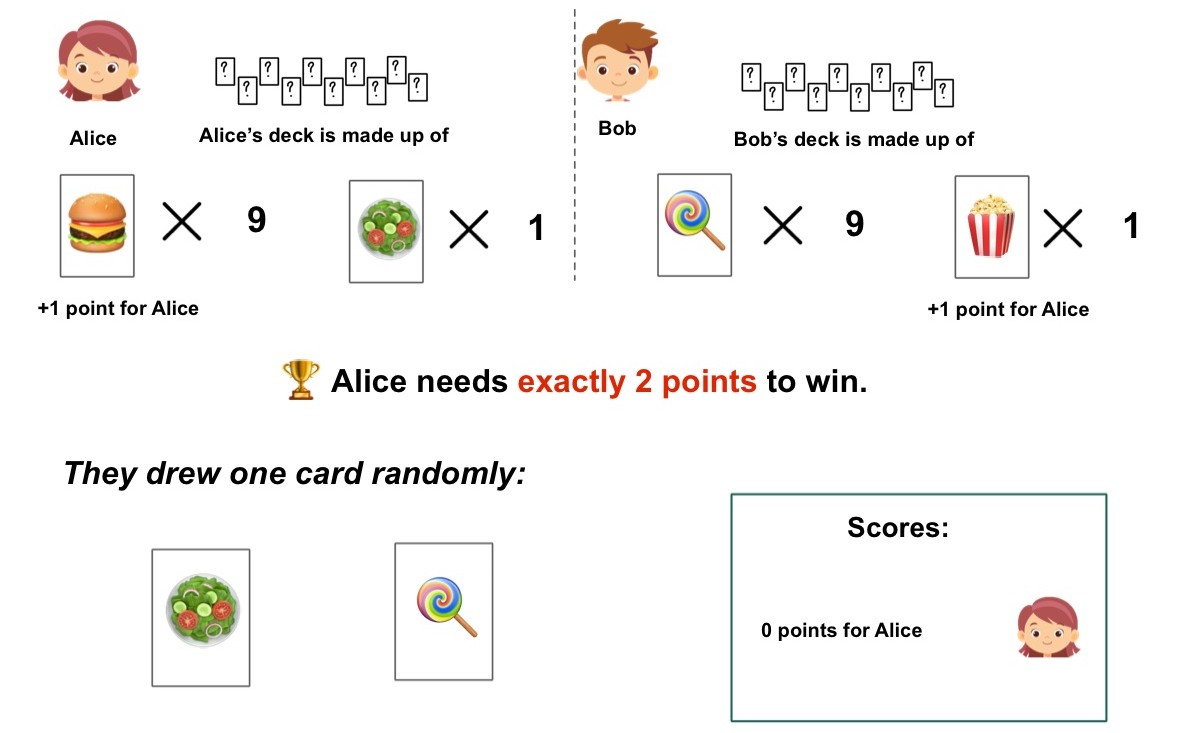 ? ? ? ? ? ? ? ? ? ?
? ? ? ? ? ? ? ? ? ?
Alice
Alice’s deck is made up of
Bob
Bob’s deck is made up of
9
1
9
1
+1 point for Alice
+1 point for Alice
Alice needs exactly 2 points to win.
They drew one card randomly:
Scores:
0 points for Alice